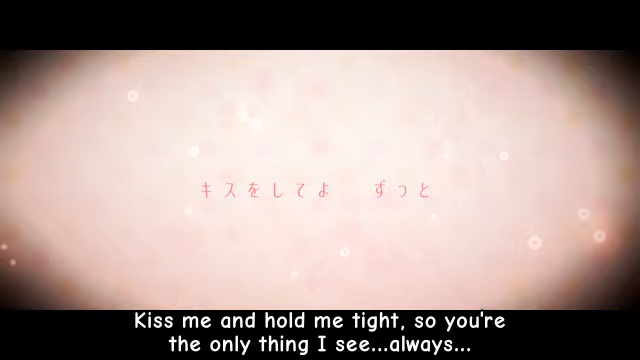 キスをしてよ　ずっと
Kiss me and hold me tight, so you're
the only thing I see...always...